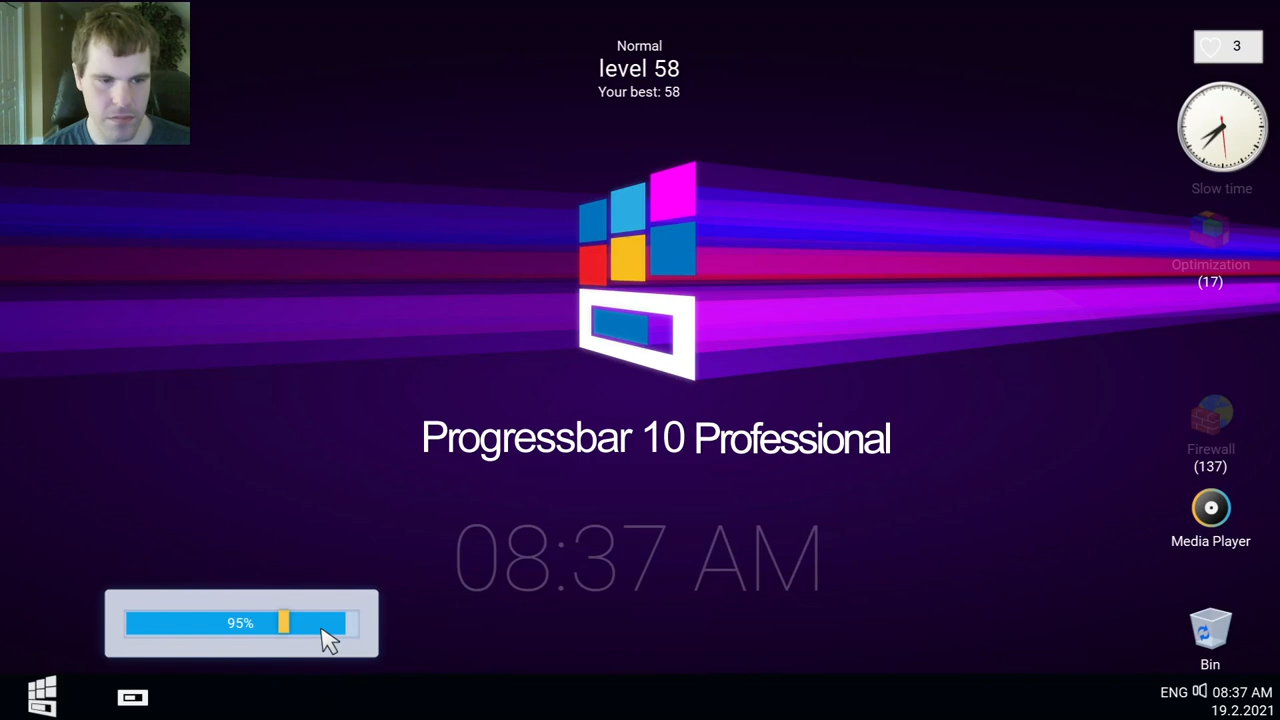 Normal
level 58
Your best: 58
3
Slow time
Optimization
(17)
Progressbar 10 Professional
Firewall
(137)
Media Player
08:37 AM
95%
Bin
ENG 08:37 AM
19.2.2021